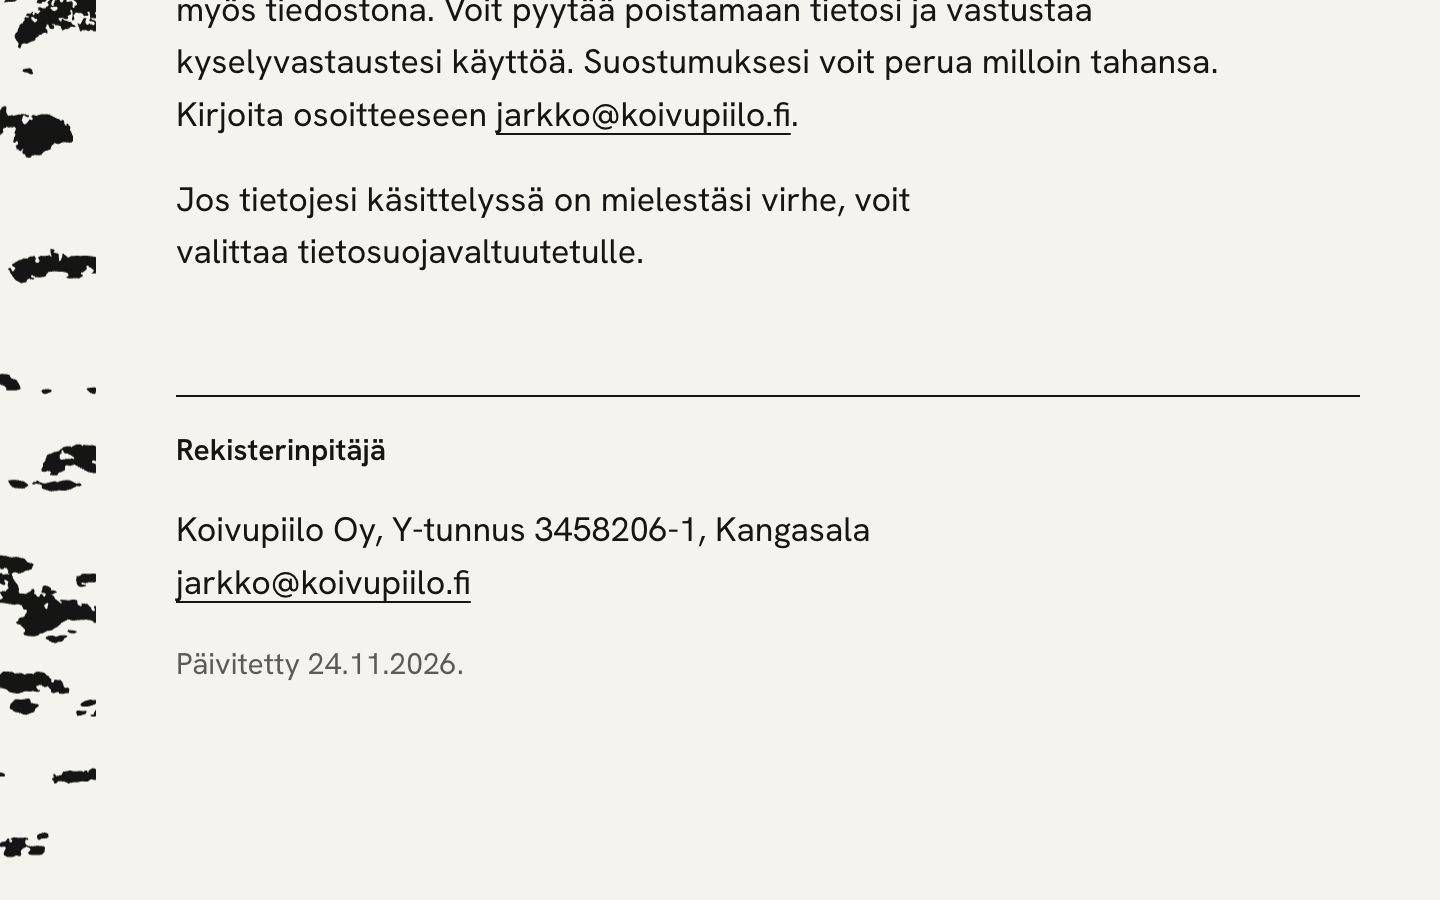 myös tiedostona. Voit pyytää poistamaan tietosi ja vastustaa
kyselyvastaustesi käyttöä. Suostumuksesi voit perua milloin tahansa.
Kirjoita osoitteeseen jarkko@koivupiilo.fi.
Jos tietojesi käsittelyssä on mielestäsi virhe, voit
valittaa tietosuojavaltuutetulle.
Rekisterinpitäjä
Koivupiilo Oy, Y-tunnus 3458206-1, Kangasala
jarkko@koivupiilo.fi
Päivitetty 24.11.2026.